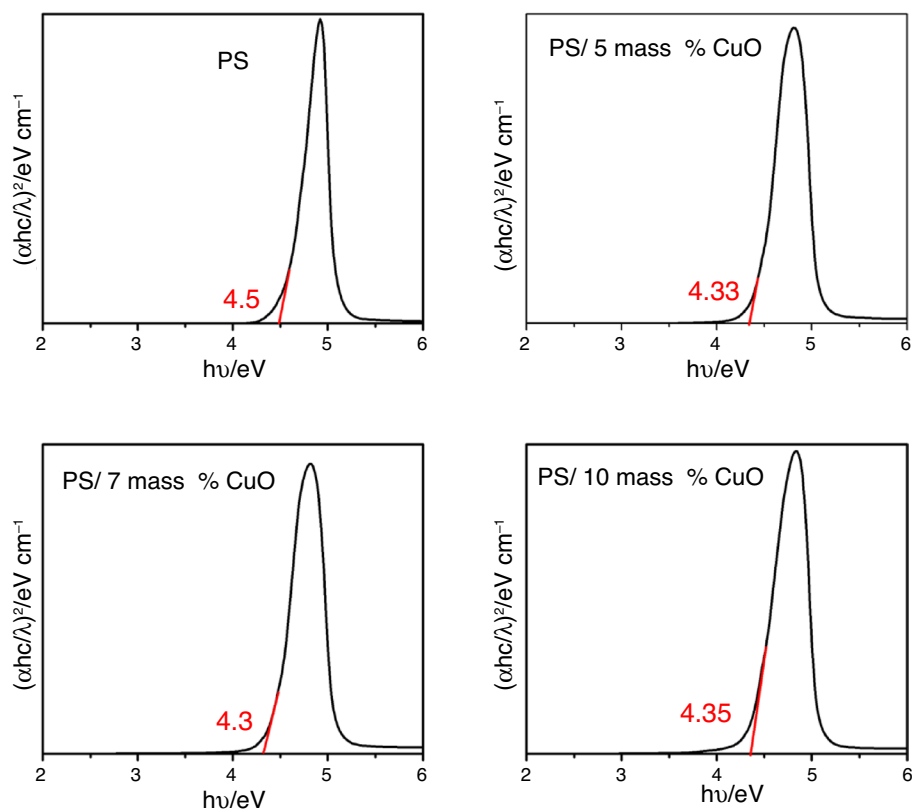 PS
(αhc/λ)²/eV cm⁻¹
4.5
2 3 4 5 6
hυ/eV
PS/ 5 mass % CuO
(αhc/λ)²/eV cm⁻¹
4.33
2 3 4 5 6
hυ/eV
PS/ 7 mass % CuO
(αhc/λ)²/eV cm⁻¹
4.3
2 3 4 5 6
hυ/eV
PS/ 10 mass % CuO
(αhc/λ)²/eV cm⁻¹
4.35
2 3 4 5 6
hυ/eV